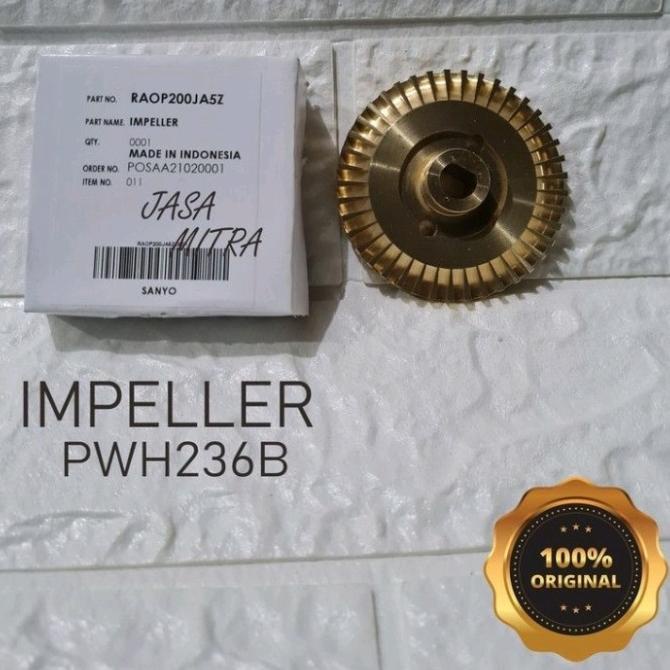 PART NO. RAOP200JA5Z
PART NAME. IMPELLER
QTY. 0001
MADE IN INDONESIA
ORDER NO. POSAA21020001
ITEM NO. 011
JASA
MITRA
SANYO
IMPELLER
PWH236B
100%
ORIGINAL